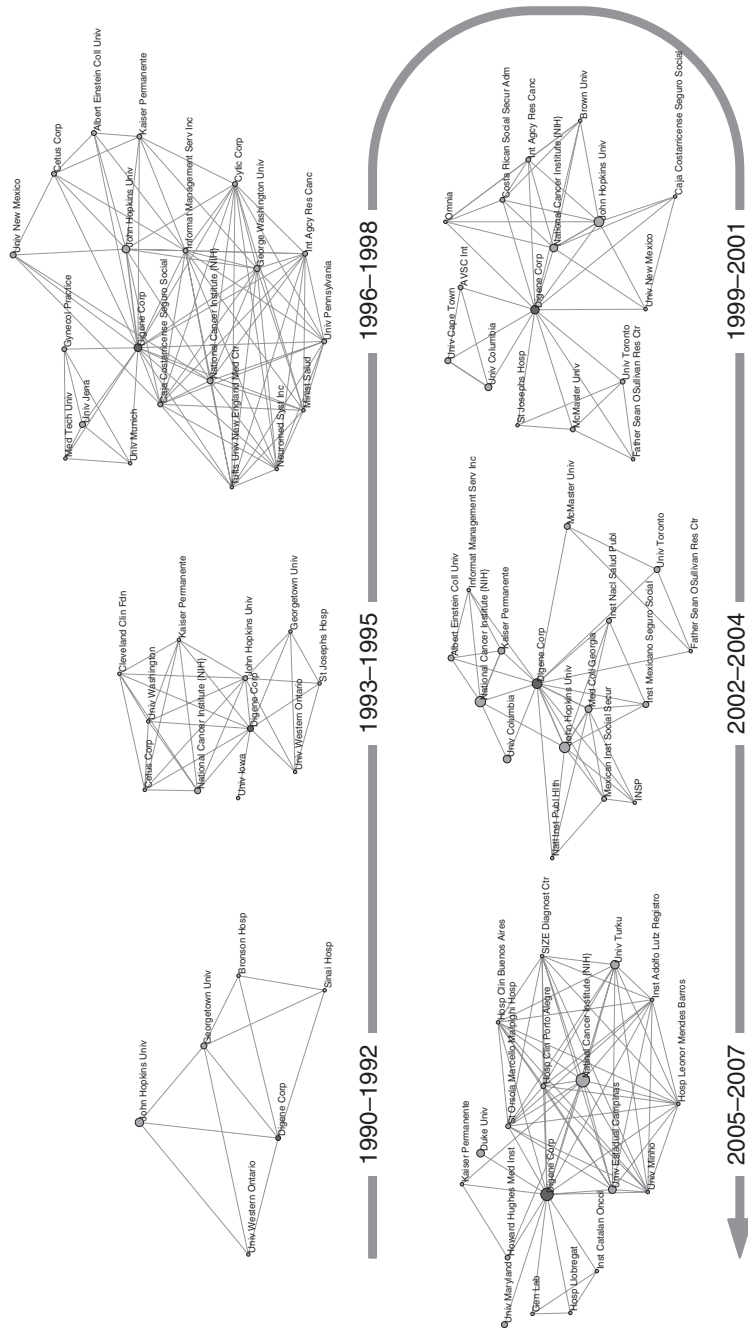 John Hopkins Univ
Georgetown Univ
Bronson Hosp
Univ Western Ontario
Digene Corp
Sinai Hosp
1990–1992
Cleveland Clin Fdn
Cetus Corp
Univ Washington
Kaiser Permanente
National Cancer Institute {NIH}
John Hopkins Univ
Univ Iowa
Digene Corp
Georgetown Univ
Univ Western Ontario
St Josephs Hosp
1993–1995
Univ New Mexico
Cetus Corp
Gynecol Practice
Albert Einstein Coll Univ
Med Tech Univ
Univ Jena
John Hopkins Univ
Kaiser Permanente
Univ Munich
Digene Corp
Informat Management Serv Inc
Caja Costarricense Seguro Social
Cytic Corp
National Cancer Institute {NIH}
George Washington Univ
Tufts Univ New England Med Ctr
Int Agcy Res Canc
Neuromed Syst Inc
Minist Salud
Univ Pennsylvania
1996–1998
Omnia
Univ Cape Town
AVSC Int
Costa Rican Social Secur Adm
Univ Columbia
Int Agcy Res Canc
St Josephs Hosp
Digene Corp
National Cancer Institute {NIH}
Brown Univ
McMaster Univ
John Hopkins Univ
Univ Toronto
Father Sean OSullivan Res Ctr
Univ New Mexico
Caja Costarricense Seguro Social
1999–2001
Albert Einstein Coll Univ
Informat Management Serv Inc
National Cancer Institute {NIH}
Kaiser Permanente
Univ Columbia
Digene Corp
McMaster Univ
Natl Inst Publ Hlth
John Hopkins Univ
Med Coll Georgia
Inst Nacl Salud Publ
Mexican Inst Social Secur
INSP
Inst Mexicano Seguro Social
Univ Toronto
Father Sean OSullivan Res Ctr
2002–2004
Kaiser Permanente
Duke Univ
Hosp Clin Buenos Aires
Univ Maryland
Howard Hughes Med Inst
St Orsola Marcello Malpighi Hosp
SIZE Diagnost Ctr
Gen Lab
Digene Corp
Hosp Clin Porto Alegre
Hosp Llobregat
National Cancer Institute {NIH}
Inst Catalan Oncol
Univ Estadual Campinas
Univ Turku
Univ Minho
Inst Adolfo Lutz Registro
Hosp Leonor Mendes Barros
2005–2007